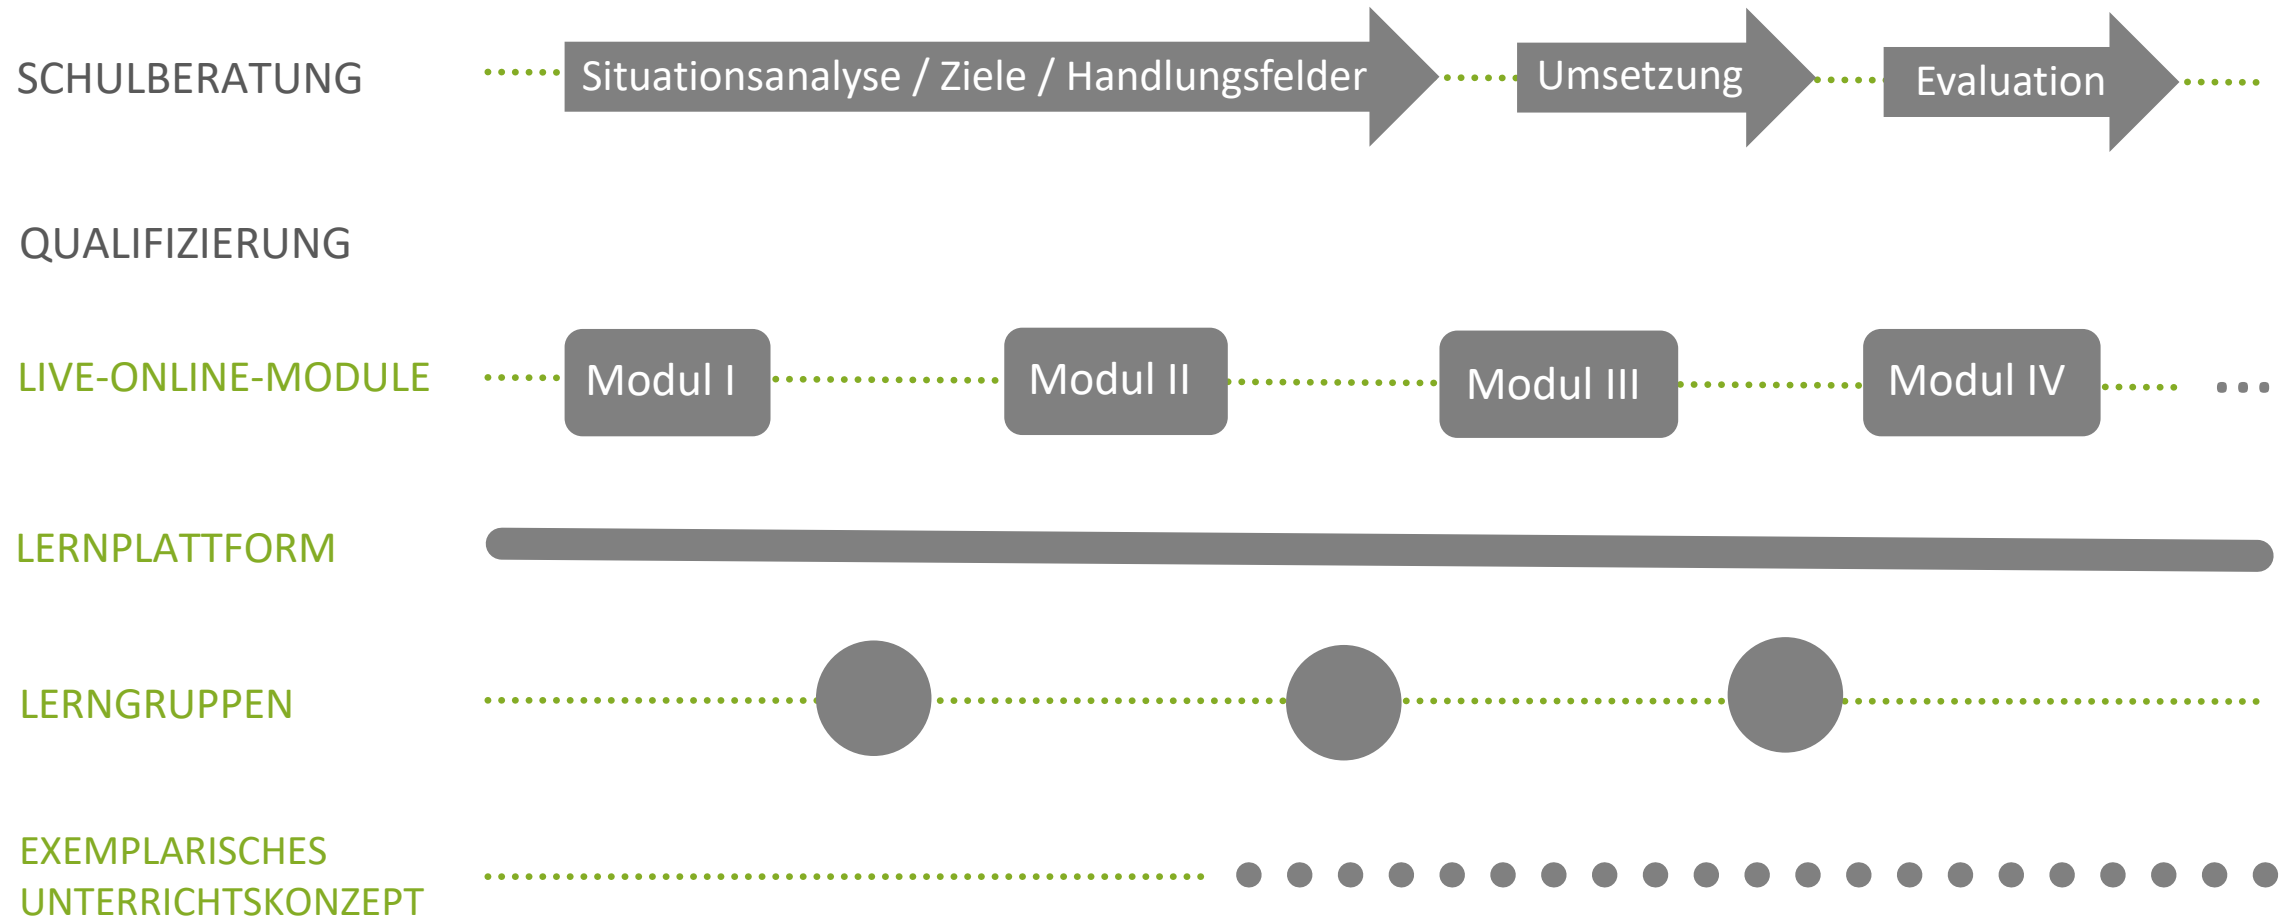 SCHULBERATUNG
Situationsanalyse / Ziele / Handlungsfelder
Umsetzung
Evaluation
QUALIFIZIERUNG
LIVE-ONLINE-MODULE
Modul I
Modul II
Modul III
Modul IV
...
LERNPLATTFORM
LERNGRUPPEN
EXEMPLARISCHES
UNTERRICHTSKONZEPT